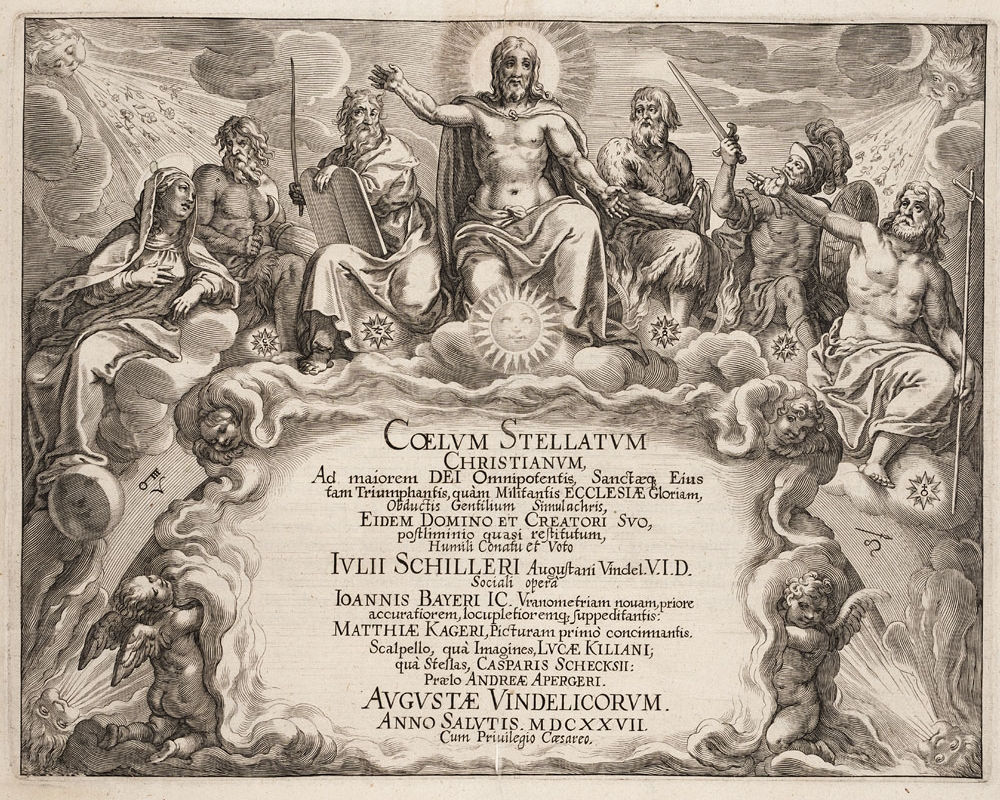 CŒLVM STELLATVM
CHRISTIANVM,
Ad maiorem DEI Omnipotentis, Sanctæq Eius
tam Triumphantis, quàm Militantis ECCLESIÆ Gloriam,
Obductis Gentilium Simulachris,
EIDEM DOMINO ET CREATORI SVO,
postliminio quasi restitutum,
Humili Conatu et Voto
IVLII SCHILLERI Augustani Vindel. V.I.D.
Sociali operâ
IOANNIS BAYERI IC. Vranometriam nouam, priore
accuratiorem, locupletioremq; suppeditantis:
MATTHIÆ KAGERI, Picturam primò concinnantis.
Scalpello, quà Imagines, LVCÆ KILIANI;
quà Stellas, CASPARIS SCHECKSII:
Prælo ANDREÆ APERGERI.
AVGVSTÆ VINDELICORVM.
ANNO SALVTIS. MDCXXVII.
Cum Priuilegio Cæsareo.